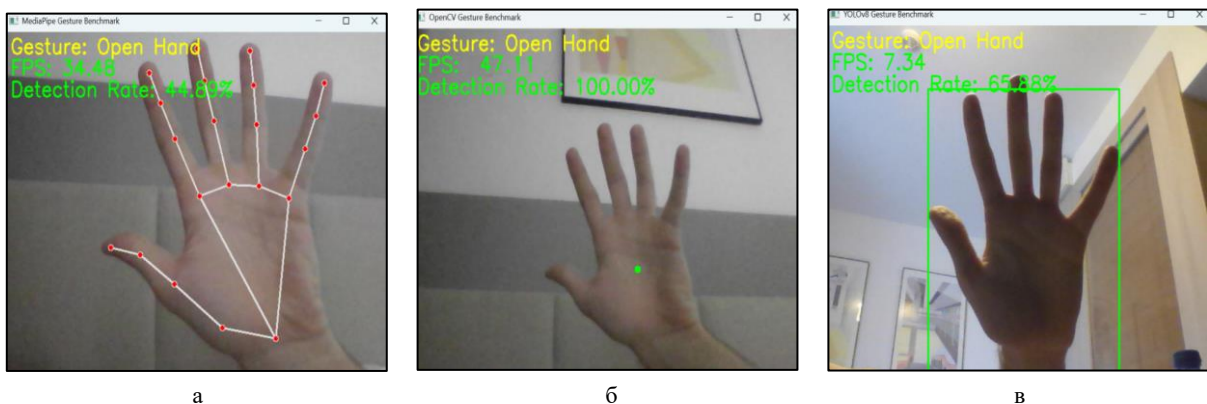 MediaPipe Gesture Benchmark
Gesture: Open Hand
FPS: 34.48
Detection Rate: 44.89%
OpenCV Gesture Benchmark
Gesture: Open Hand
FPS: 47.11
Detection Rate: 100.00%
YOLOv8 Gesture Benchmark
Gesture: Open Hand
FPS: 7.34
Detection Rate: 65.88%
а
б
в